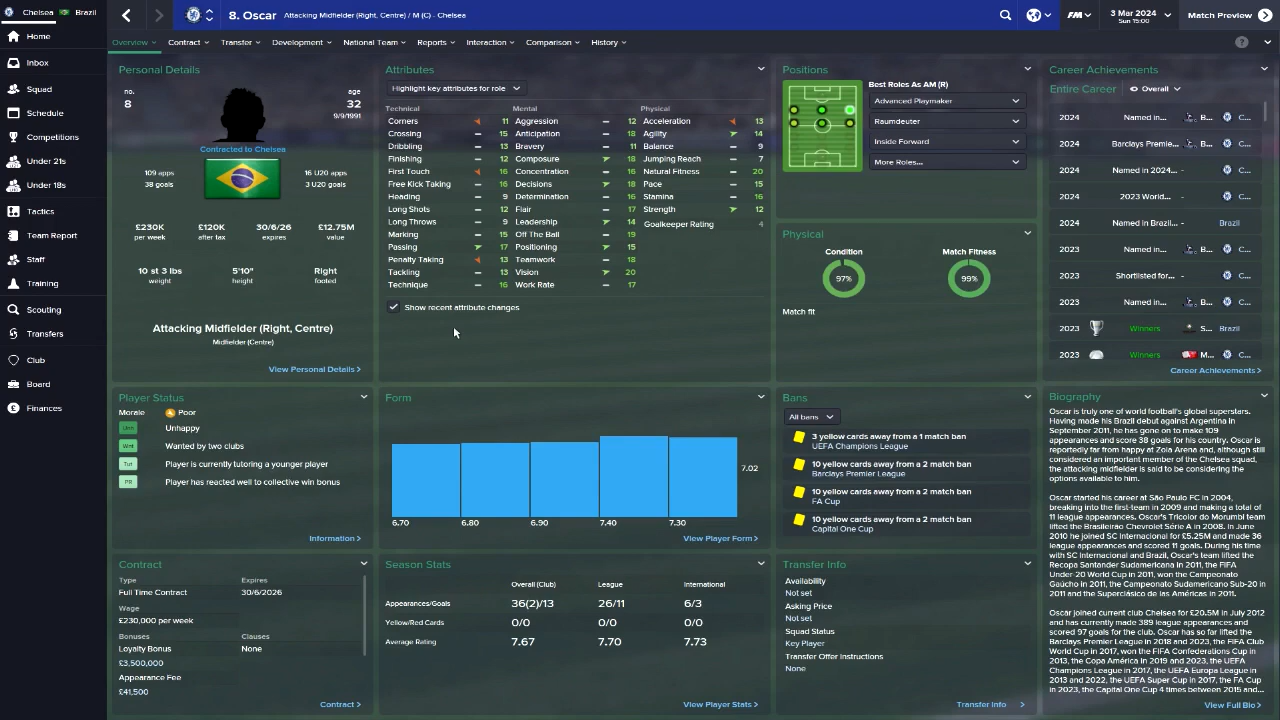 Chelsea Brazil
8. Oscar Attacking Midfielder (Right, Centre) / M (C) - Chelsea
FM
3 Mar 2024
Sun 15:00
Match Preview
Home
Inbox
Squad
Schedule
Competitions
Under 21s
Under 18s
Tactics
Team Report
Staff
Training
Scouting
Transfers
Club
Board
Finances
Overview Contract Transfer Development National Team Reports Interaction Comparison History
Personal Details
no.
8
age
32
9/9/1991
Contracted to Chelsea
109 apps
38 goals
16 U20 apps
3 U20 goals
£230K
per week
£120K
after tax
30/6/26
expires
£12.75M
value
10 st 3 lbs
weight
5'10"
height
Right
footed
Attacking Midfielder (Right, Centre)
Midfielder (Centre)
View Personal Details >
Attributes
Highlight key attributes for role
Technical Mental Physical
Corners 11 Aggression 12 Acceleration 13
Crossing 15 Anticipation 18 Agility 14
Dribbling 13 Bravery 11 Balance 9
Finishing 12 Composure 18 Jumping Reach 7
First Touch 16 Concentration 16 Natural Fitness 20
Free Kick Taking 16 Decisions 18 Pace 15
Heading 9 Determination 16 Stamina 16
Long Shots 12 Flair 17 Strength 12
Long Throws 9 Leadership 14 Goalkeeper Rating 4
Marking 15 Off The Ball 19
Passing 17 Positioning 15
Penalty Taking 13 Teamwork 18
Tackling 13 Vision 20
Technique 16 Work Rate 17
Show recent attribute changes
Positions
Best Roles As AM (R)
Advanced Playmaker
Raumdeuter
Inside Forward
More Roles...
Physical
Condition Match Fitness
97% 99%
Match fit
Career Achievements
Entire Career Overall
2024 Named in... B... C...
2024 Barclays Premie... B... C...
2024 Named in 2024... - C...
2024 2023 World... - C...
2024 Named in Brazil... - Brazil
2023 Named in... B... C...
2023 Shortlisted for... - C...
2023 Named in... B... C...
2023 Winners S... Brazil
2023 Winners M... C...
Career Achievements >
Player Status
Morale Poor
Unh Unhappy
Wnt Wanted by two clubs
Tut Player is currently tutoring a younger player
PR Player has reacted well to collective win bonus
Information >
Form
7.02
6.70 6.80 6.90 7.40 7.30
View Player Form >
Bans
All bans
3 yellow cards away from a 1 match ban
UEFA Champions League
10 yellow cards away from a 2 match ban
Barclays Premier League
10 yellow cards away from a 2 match ban
FA Cup
10 yellow cards away from a 2 match ban
Capital One Cup
Biography
Oscar is truly one of world football's global superstars.
Having made his Brazil debut against Argentina in
September 2011, he has gone on to make 109
appearances and score 38 goals for his country. Oscar is
reportedly far from happy at Zola Arena and, although still
considered an important member of the Chelsea squad,
the attacking midfielder is said to be considering the
options available to him.
Oscar started his career at São Paulo FC in 2004,
breaking into the first-team in 2009 and making a total of
11 league appearances. Oscar's Tricolor do Morumbi team
lifted the Brasileirão Chevrolet Série A in 2008. In June
2010 he joined SC Internacional for £5.25M and made 36
league appearances and scored 11 goals. During his time
with SC Internacional and Brazil, Oscar's team lifted the
Recopa Santander Sudamericana in 2011, the FIFA
Under-20 World Cup in 2011, won the Campeonato
Gaúcho in 2011, the Campeonato Sudamericano Sub-20 in
2011 and the Superclásico de las Américas in 2011.
Oscar joined current club Chelsea for £20.5M in July 2012
and has currently made 389 league appearances and
scored 97 goals for the club. Oscar has so far lifted the
Barclays Premier League in 2018 and 2023, the FIFA Club
World Cup in 2017, won the FIFA Confederations Cup in
2013, the Copa América in 2019 and 2023, the UEFA
Champions League in 2017, the UEFA Europa League in
2013 and 2022, the UEFA Super Cup in 2017, the FA Cup
in 2023, the Capital One Cup 4 times between 2015 and...
View Full Bio >
Contract
Type Expires
Full Time Contract 30/6/2026
Wage
£230,000 per week
Bonuses Clauses
Loyalty Bonus None
£3,500,000
Appearance Fee
£41,500
Contract >
Season Stats
Overall (Club) League International
Appearances/Goals 36(2)/13 26/11 6/3
Yellow/Red Cards 0/0 0/0 0/0
Average Rating 7.67 7.70 7.73
View Player Stats >
Transfer Info
Availability
Not set
Asking Price
Not set
Squad Status
Key Player
Transfer Offer Instructions
None
Transfer Info >